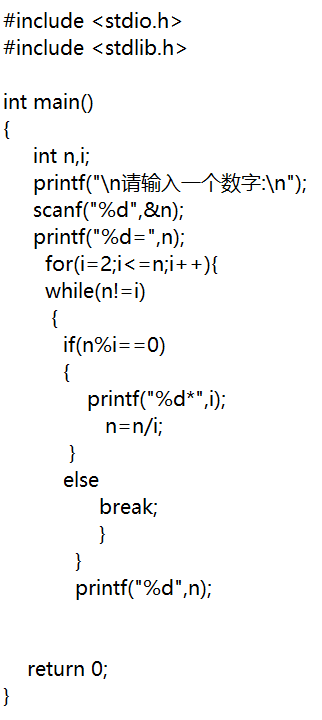 #include <stdio.h>
#include <stdlib.h>
int main()
{
int n,i;
printf("\n请输入一个数字:\n");
scanf("%d",&n);
printf("%d=",n);
for(i=2;i<=n;i++){
while(n!=i)
{
if(n%i==0)
{
printf("%d*",i);
n=n/i;
}
else
break;
}
}
printf("%d",n);
return 0;
}